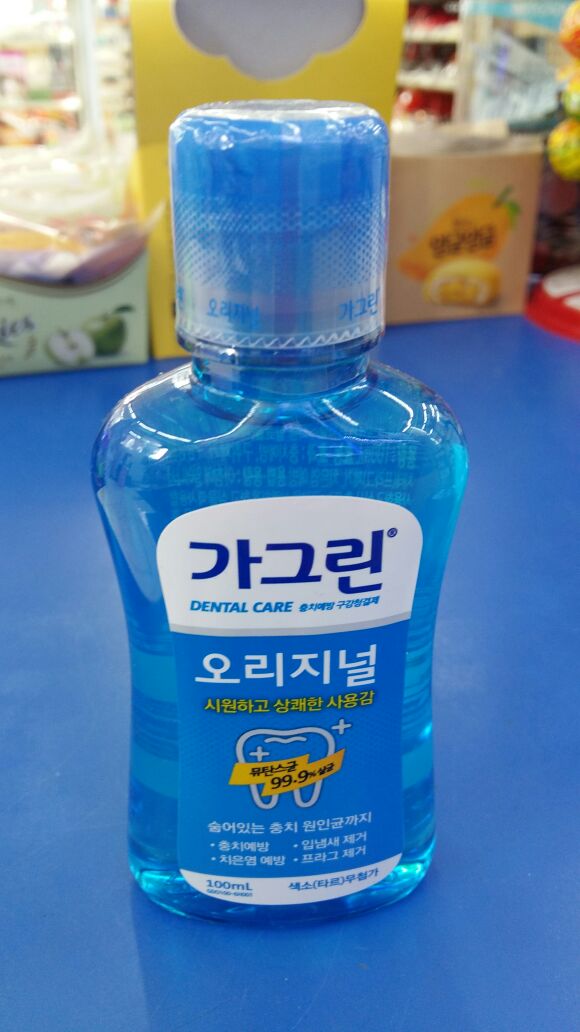 오리지널 가그린
가그린®
DENTAL CARE 충치예방 구강청결제
오리지널
시원하고 상쾌한 사용감
뮤탄스균
99.9% 살균
숨어있는 충치 원인균까지
• 충치예방 • 입냄새 제거
• 치은염 예방 • 프라그 제거
100mL 색소(타르)무첨가